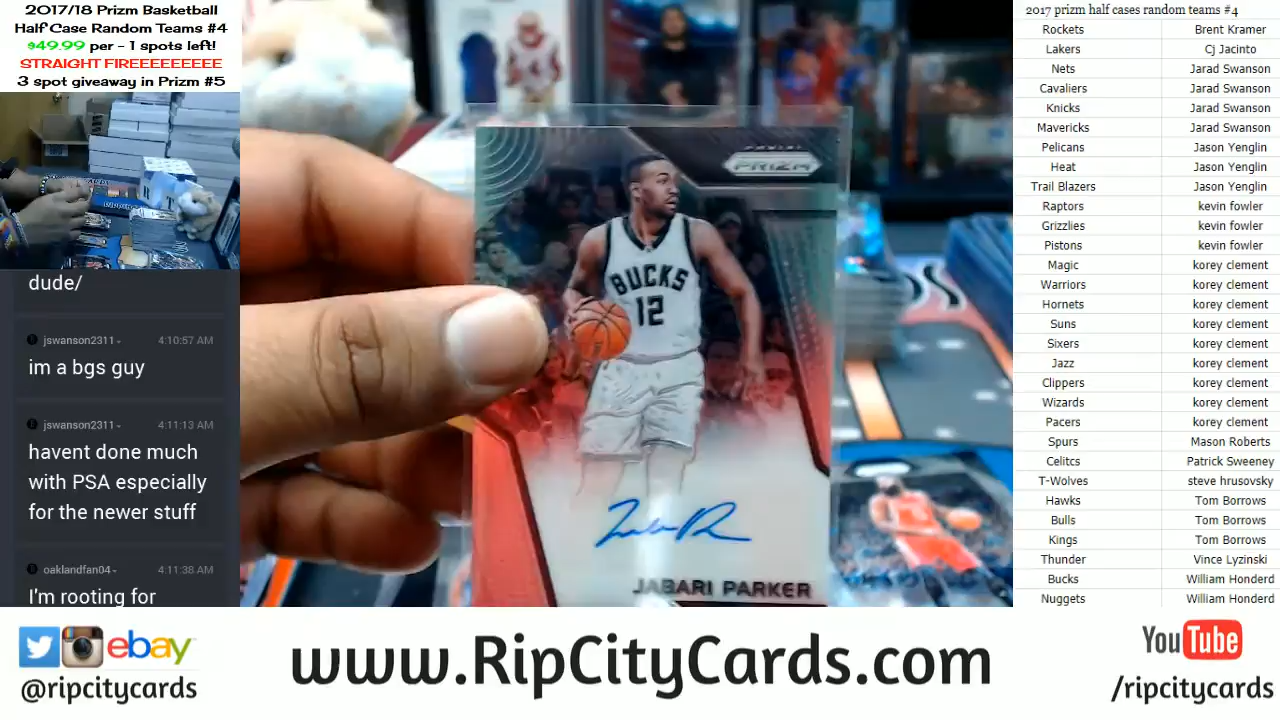 2017/18 Prizm Basketball
Half Case Random Teams #4
$49.99 per - 1 spots left!
STRAIGHT FIREEEEEEEEE
3 spot giveaway in Prizm #5
dude/
jswanson2311
4:10:57 AM
im a bgs guy
jswanson2311
4:11:13 AM
havent done much
with PSA especially
for the newer stuff
oaklandfan04
4:11:38 AM
I'm rooting for
PANINI
PRIZM
BUCKS
12
JABARI PARKER
2017 prizm half cases random teams #4
Rockets Brent Kramer
Lakers Cj Jacinto
Nets Jarad Swanson
Cavaliers Jarad Swanson
Knicks Jarad Swanson
Mavericks Jarad Swanson
Pelicans Jason Yenglin
Heat Jason Yenglin
Trail Blazers Jason Yenglin
Raptors kevin fowler
Grizzlies kevin fowler
Pistons kevin fowler
Magic korey clement
Warriors korey clement
Hornets korey clement
Suns korey clement
Sixers korey clement
Jazz korey clement
Clippers korey clement
Wizards korey clement
Pacers korey clement
Spurs Mason Roberts
Celitcs Patrick Sweeney
T-Wolves steve hrusovsky
Hawks Tom Borrows
Bulls Tom Borrows
Kings Tom Borrows
Thunder Vince Lyzinski
Bucks William Honderd
Nuggets William Honderd
ebay
@ripcitycards
www.RipCityCards.com
YouTube
/ripcitycards